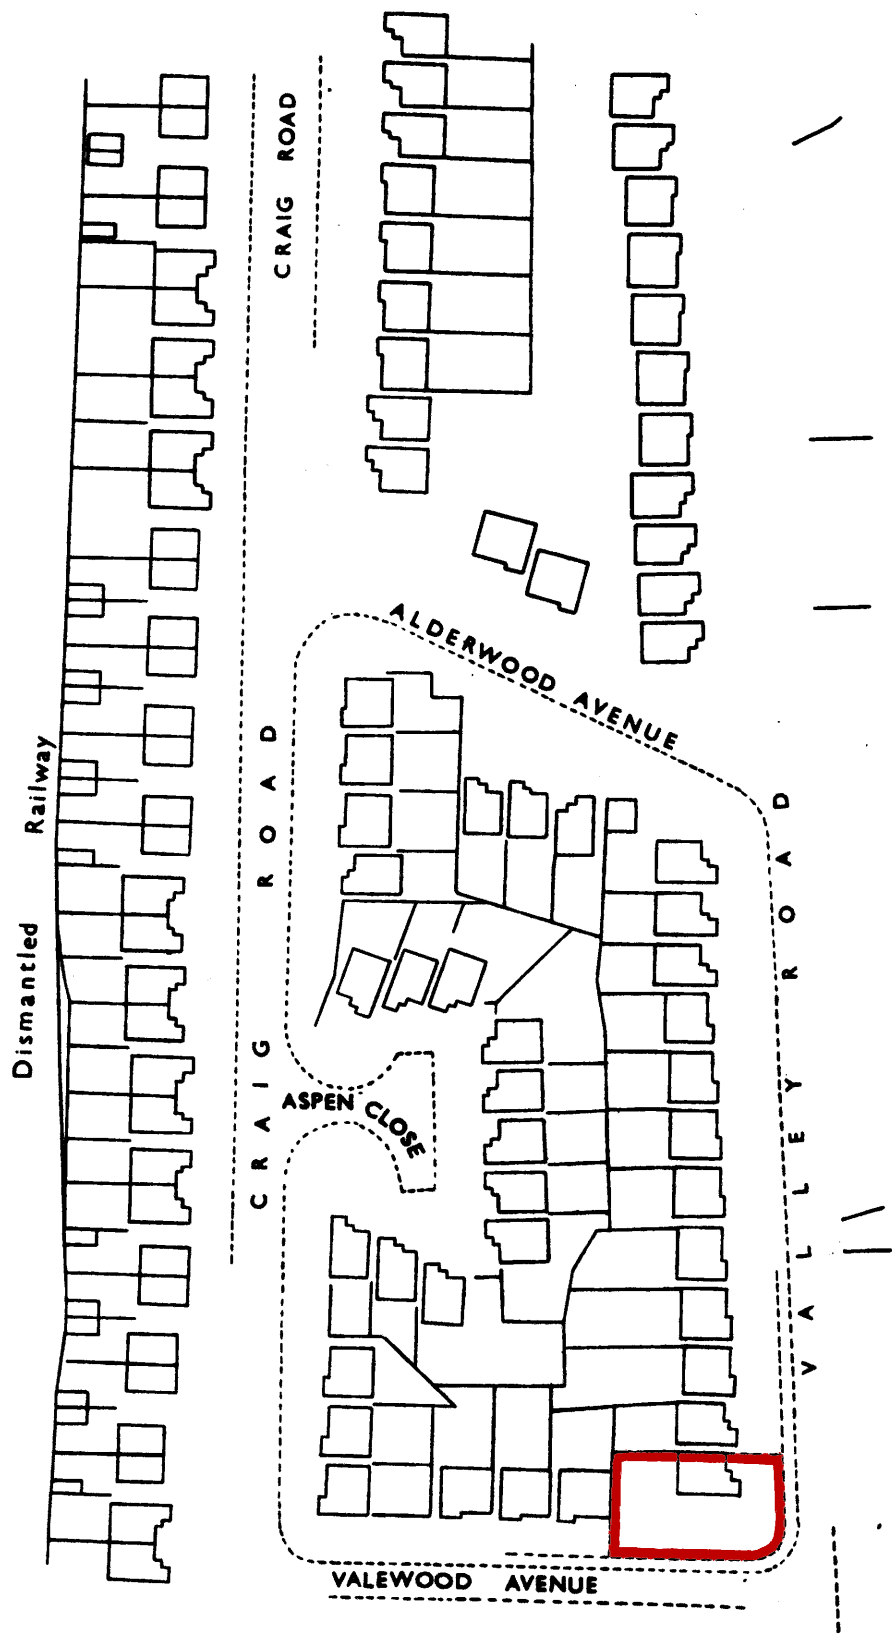 CRAIG ROAD
ALDERWOOD AVENUE
Dismantled Railway
CRAIG ROAD
VALLEY ROAD
ASPEN CLOSE
VALEWOOD AVENUE